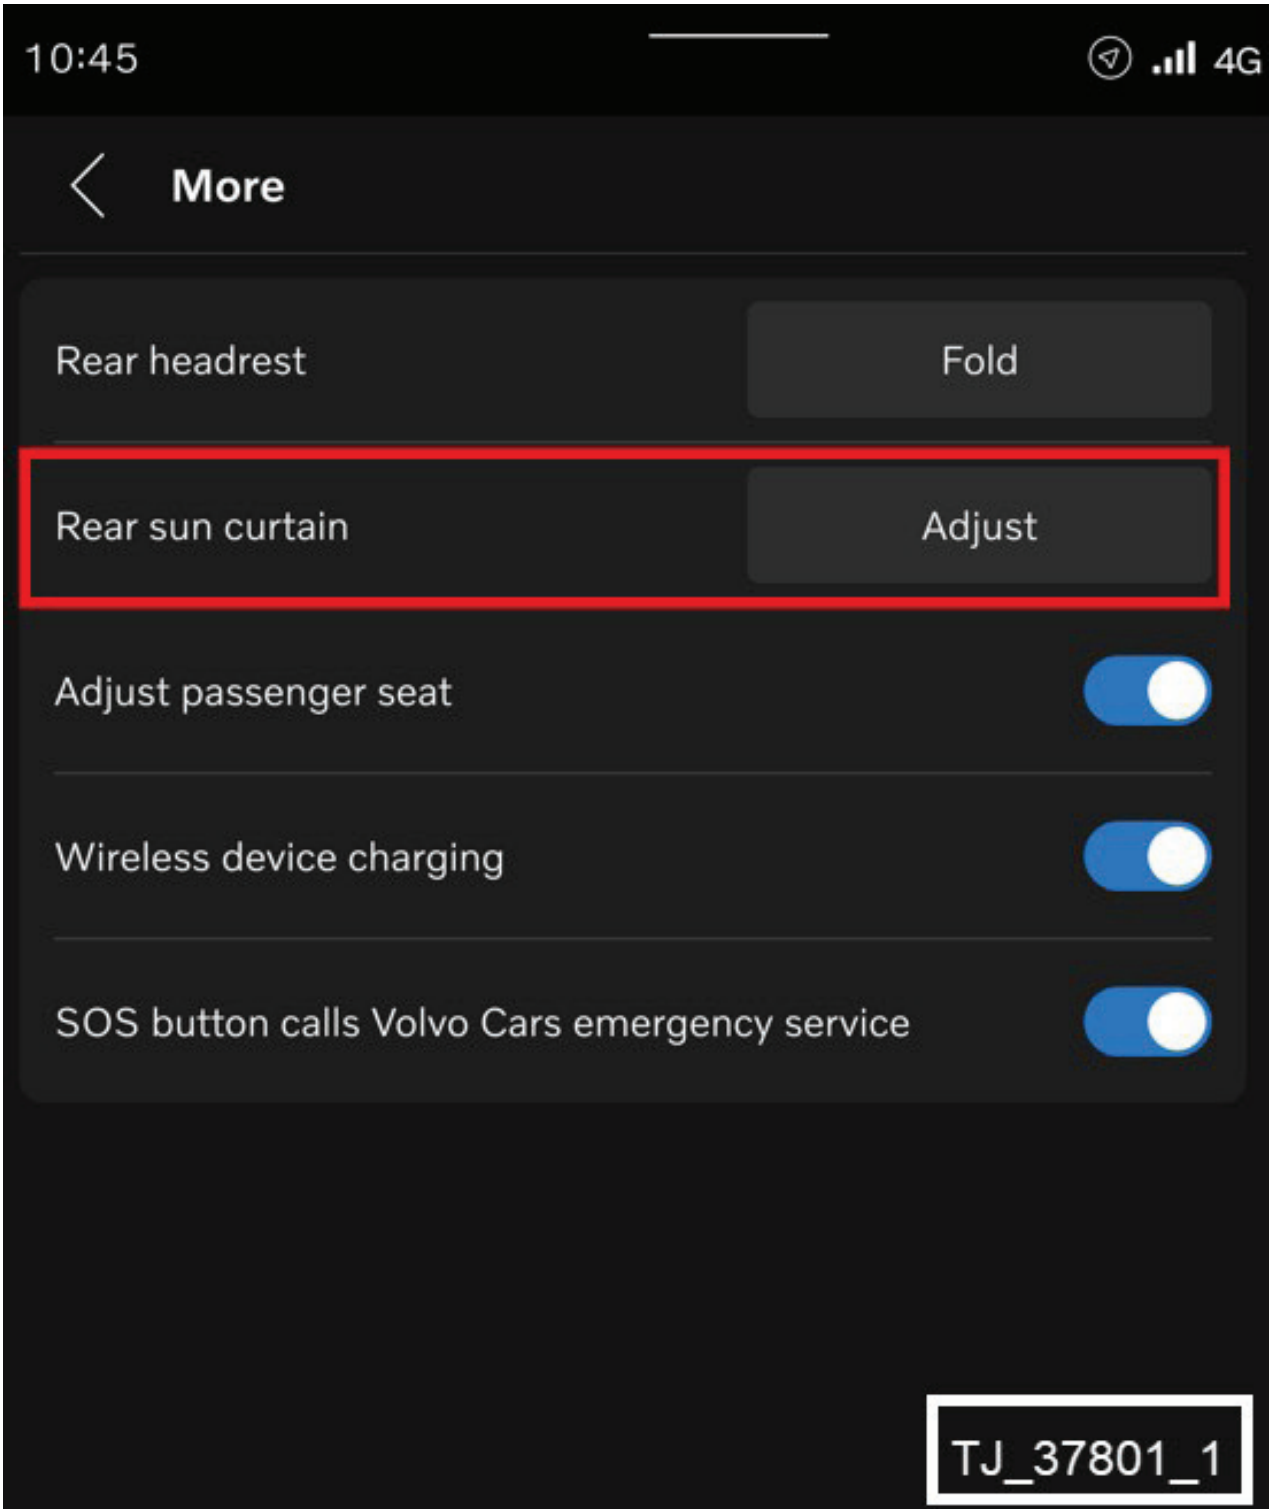 10:45 4G
More
Rear headrest Fold
Rear sun curtain Adjust
Adjust passenger seat
Wireless device charging
SOS button calls Volvo Cars emergency service
TJ_37801_1